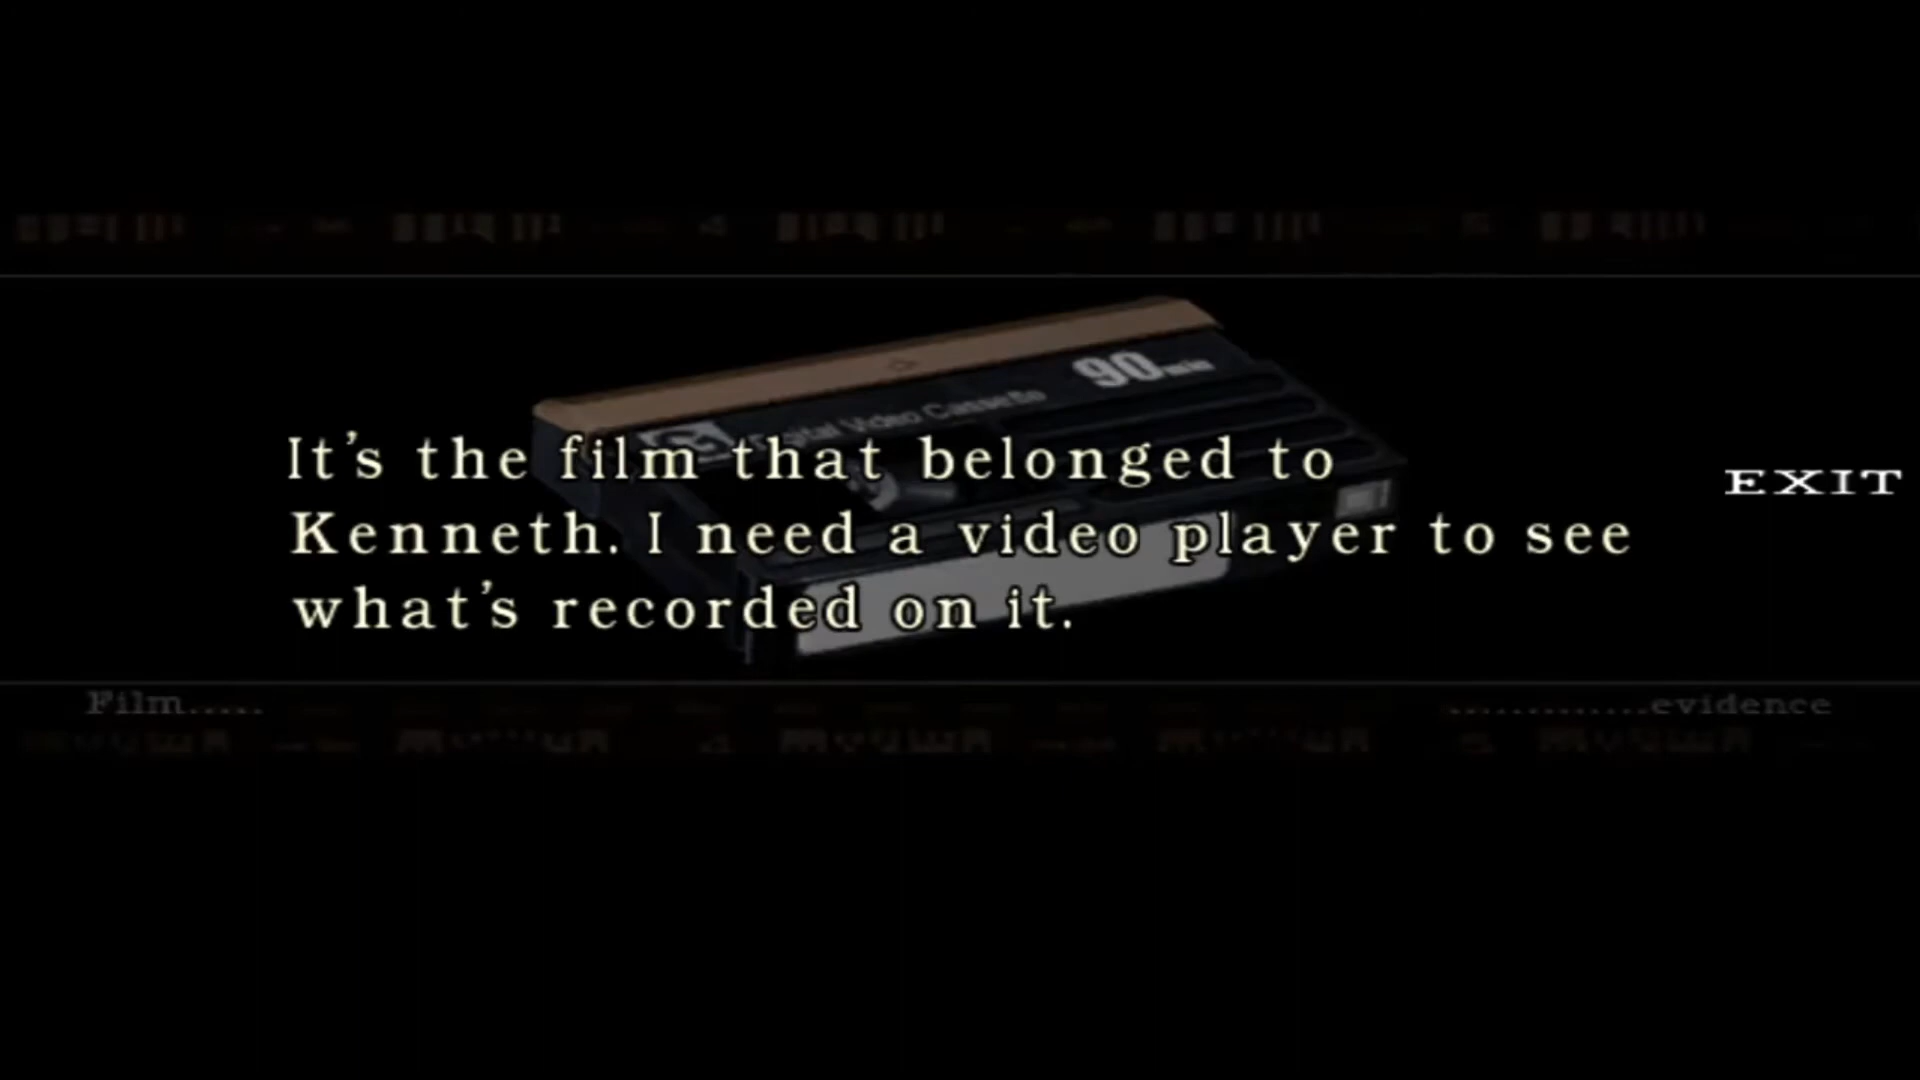 90min
Digital Video Cassette
It's the film that belonged to
Kenneth. I need a video player to see
what's recorded on it.
EXIT
Film.....
.............evidence